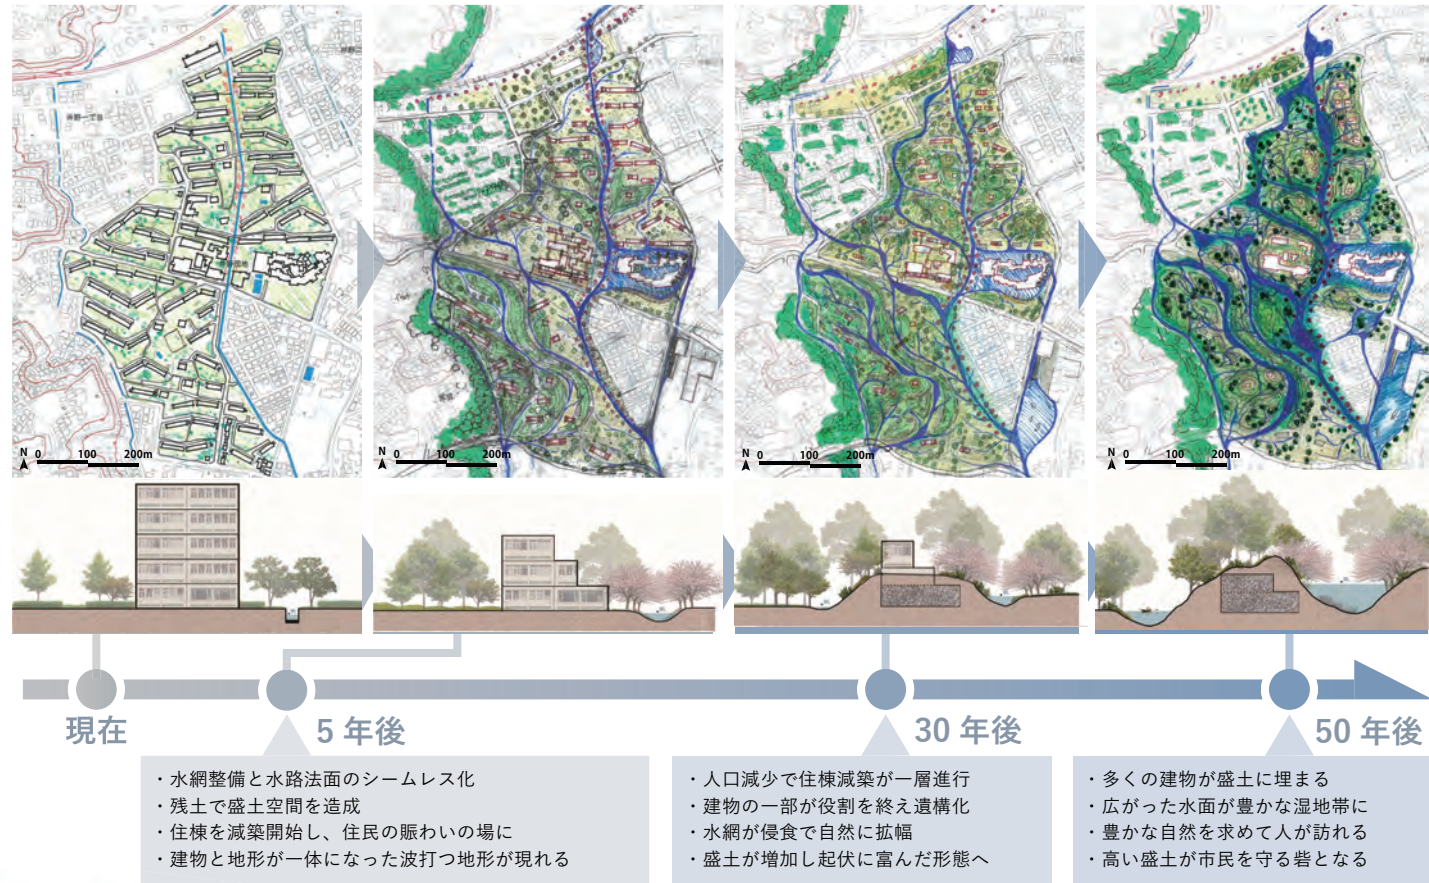 井野一丁目
井野団地
N 0 100 200m
N 0 100 200m
N 0 100 200m
N 0 100 200m
現在
5 年後
30 年後
50 年後
・水網整備と水路法面のシームレス化
・残土で盛土空間を造成
・住棟を減築開始し、住民の賑わいの場に
・建物と地形が一体になった波打つ地形が現れる
・人口減少で住棟減築が一層進行
・建物の一部が役割を終え遺構化
・水網が侵食で自然に拡幅
・盛土が増加し起伏に富んだ形態へ
・多くの建物が盛土に埋まる
・広がった水面が豊かな湿地帯に
・豊かな自然を求めて人が訪れる
・高い盛土が市民を守る砦となる